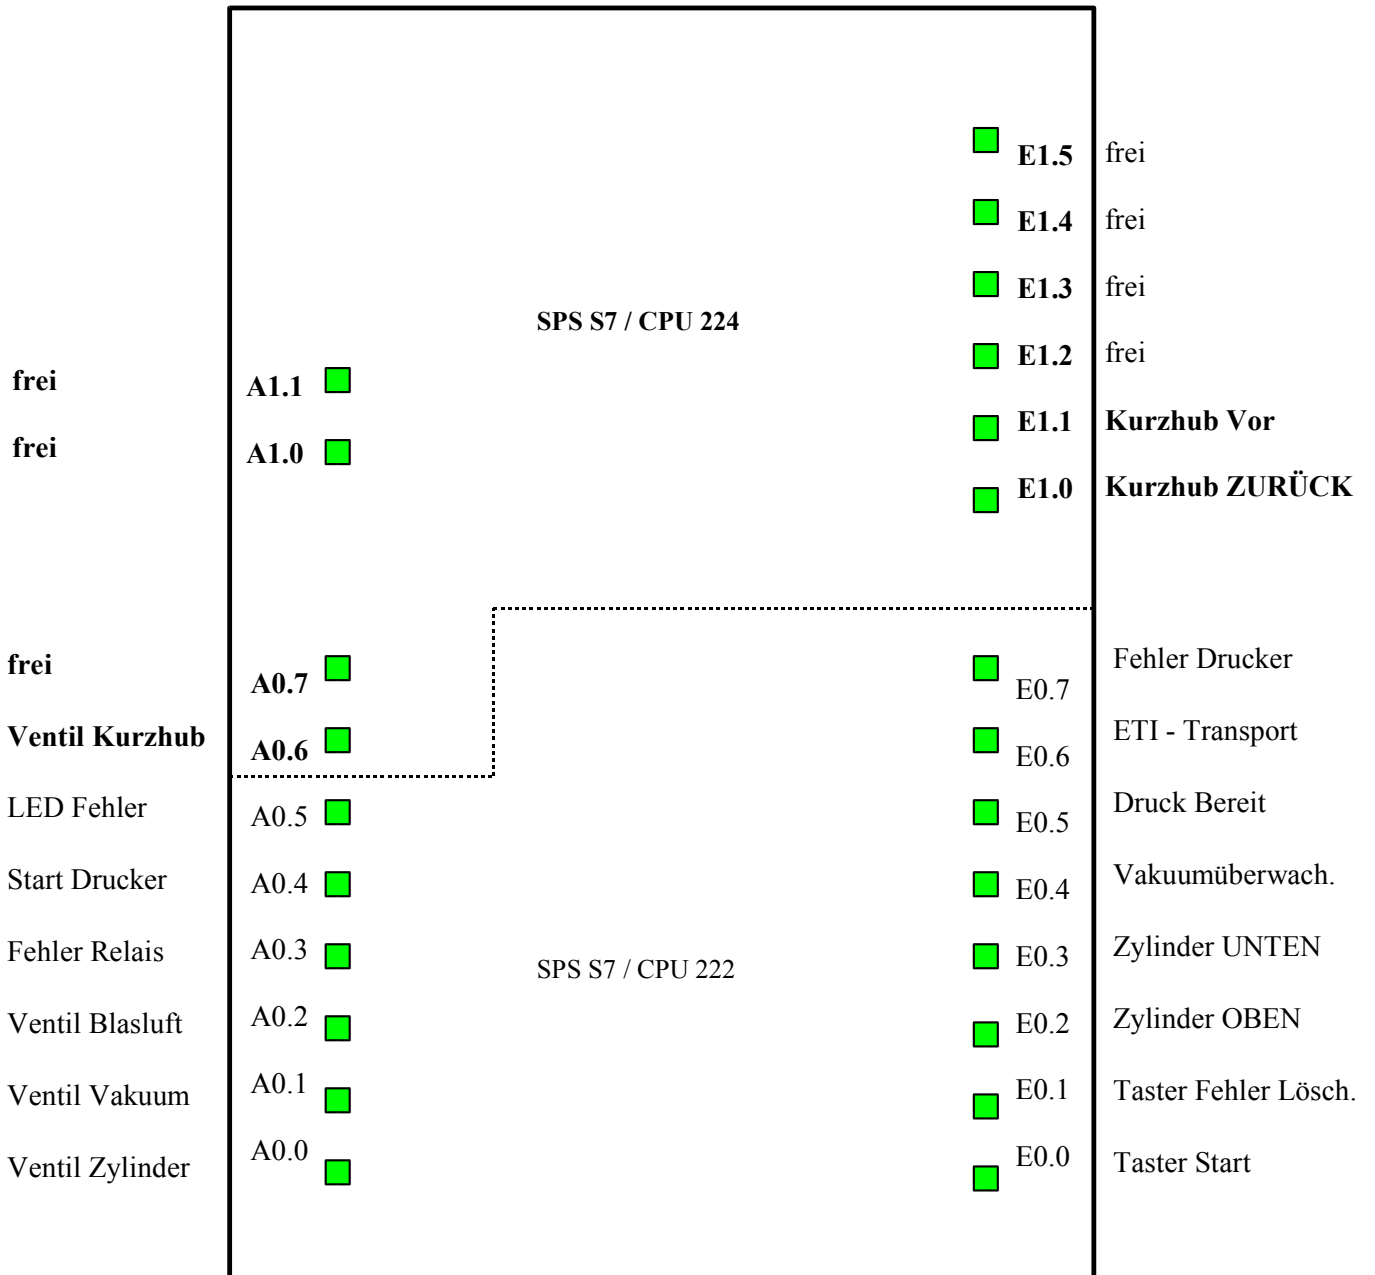 E1.5 frei
E1.4 frei
E1.3 frei
SPS S7 / CPU 224
E1.2 frei
frei A1.1
E1.1 Kurzhub Vor
frei A1.0
E1.0 Kurzhub ZURÜCK
frei A0.7 E0.7 Fehler Drucker
Ventil Kurzhub A0.6 E0.6 ETI - Transport
LED Fehler A0.5 E0.5 Druck Bereit
Start Drucker A0.4 E0.4 Vakuumüberwach.
Fehler Relais A0.3 E0.3 Zylinder UNTEN
SPS S7 / CPU 222
Ventil Blasluft A0.2 E0.2 Zylinder OBEN
Ventil Vakuum A0.1 E0.1 Taster Fehler Lösch.
Ventil Zylinder A0.0 E0.0 Taster Start